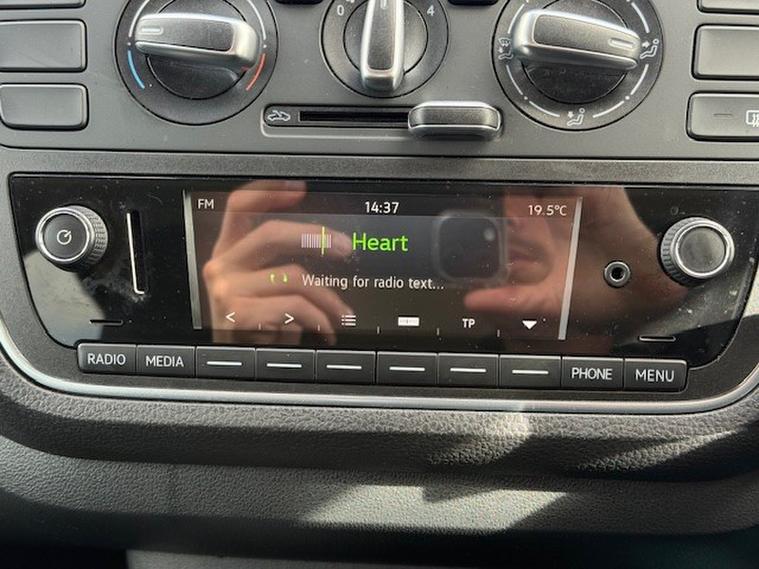 0 4
FM 14:37 19.5°C
Heart
Waiting for radio text...
< > TP
RADIO MEDIA PHONE MENU